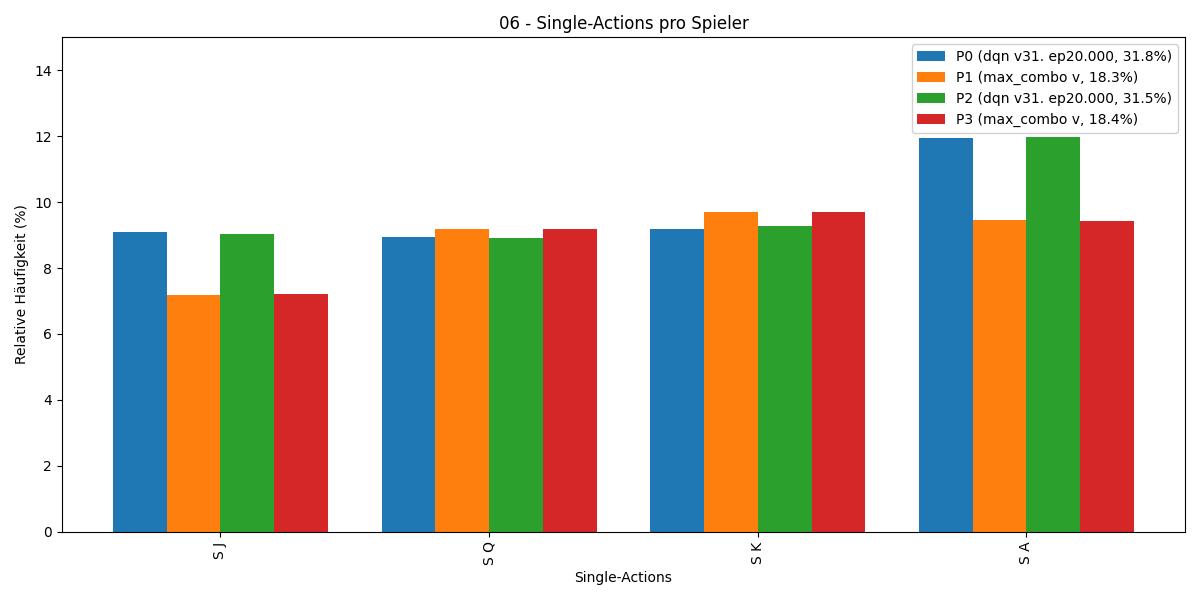 06 - Single-Actions pro Spieler
P0 (dqn v31. ep20.000, 31.8%)
P1 (max_combo v, 18.3%)
P2 (dqn v31. ep20.000, 31.5%)
P3 (max_combo v, 18.4%)
Relative Häufigkeit (%)
14
12
10
8
6
4
2
0
S J
S Q
S K
S A
Single-Actions